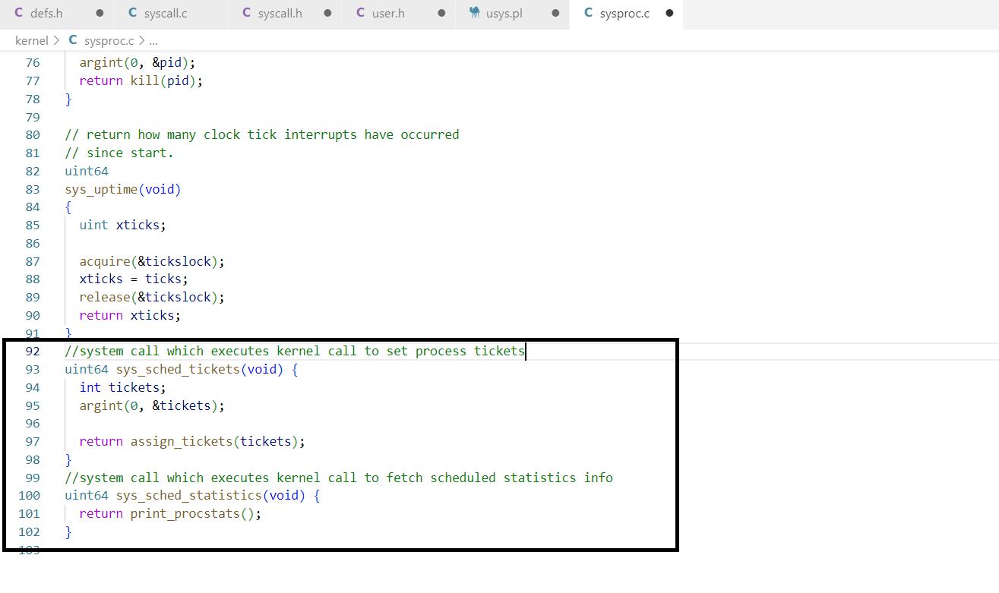 C defs.h ● C syscall.c C syscall.h ● C user.h ● usys.pl ● C sysproc.c ●
kernel > C sysproc.c > ...
76 argint(0, &pid);
77 return kill(pid);
78 }
79
80 // return how many clock tick interrupts have occurred
81 // since start.
82 uint64
83 sys_uptime(void)
84 {
85 uint xticks;
86
87 acquire(&tickslock);
88 xticks = ticks;
89 release(&tickslock);
90 return xticks;
91 }
92 //system call which executes kernel call to set process tickets
93 uint64 sys_sched_tickets(void) {
94 int tickets;
95 argint(0, &tickets);
96
97 return assign_tickets(tickets);
98 }
99 //system call which executes kernel call to fetch scheduled statistics info
100 uint64 sys_sched_statistics(void) {
101 return print_procstats();
102 }
103